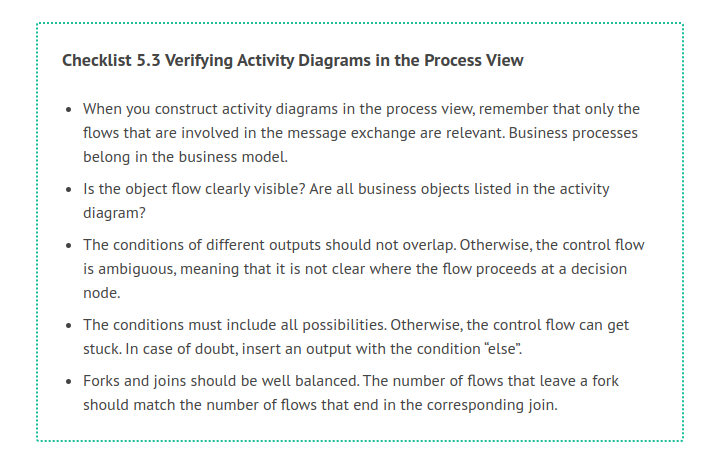 Checklist 5.3 Verifying Activity Diagrams in the Process View
• When you construct activity diagrams in the process view, remember that only the
flows that are involved in the message exchange are relevant. Business processes
belong in the business model.
• Is the object flow clearly visible? Are all business objects listed in the activity
diagram?
• The conditions of different outputs should not overlap. Otherwise, the control flow
is ambiguous, meaning that it is not clear where the flow proceeds at a decision
node.
• The conditions must include all possibilities. Otherwise, the control flow can get
stuck. In case of doubt, insert an output with the condition “else”.
• Forks and joins should be well balanced. The number of flows that leave a fork
should match the number of flows that end in the corresponding join.